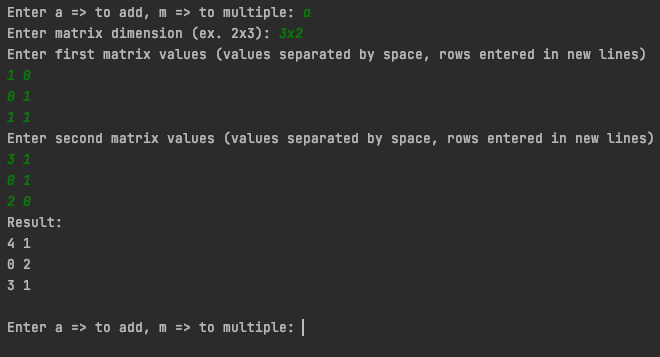 Enter a => to add, m => to multiple: a
Enter matrix dimension (ex. 2x3): 3x2
Enter first matrix values (values separated by space, rows entered in new lines)
1 0
0 1
1 1
Enter second matrix values (values separated by space, rows entered in new lines)
3 1
0 1
2 0
Result:
4 1
0 2
3 1
Enter a => to add, m => to multiple: